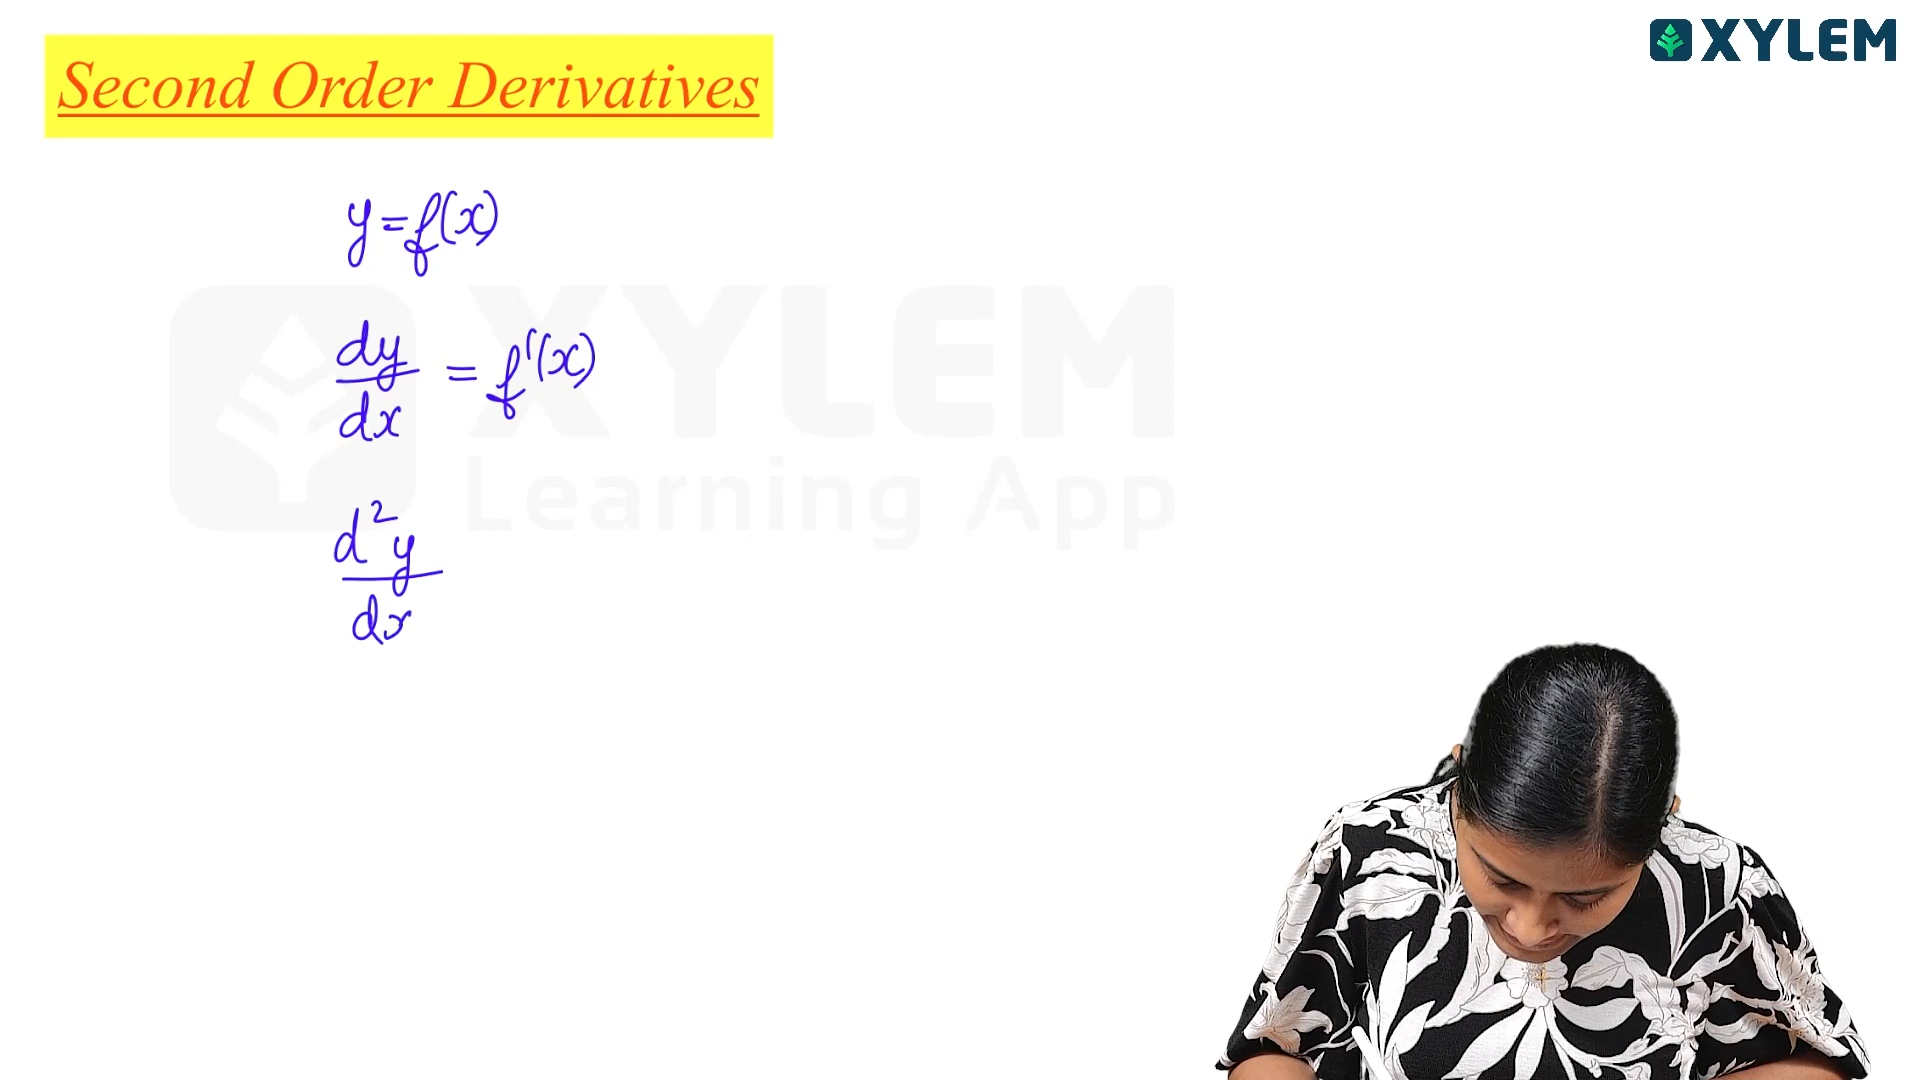 XYLEM
Second Order Derivatives
y = f(x)
dy/dx = f'(x)
d²y/dx
XYLEM
Learning App